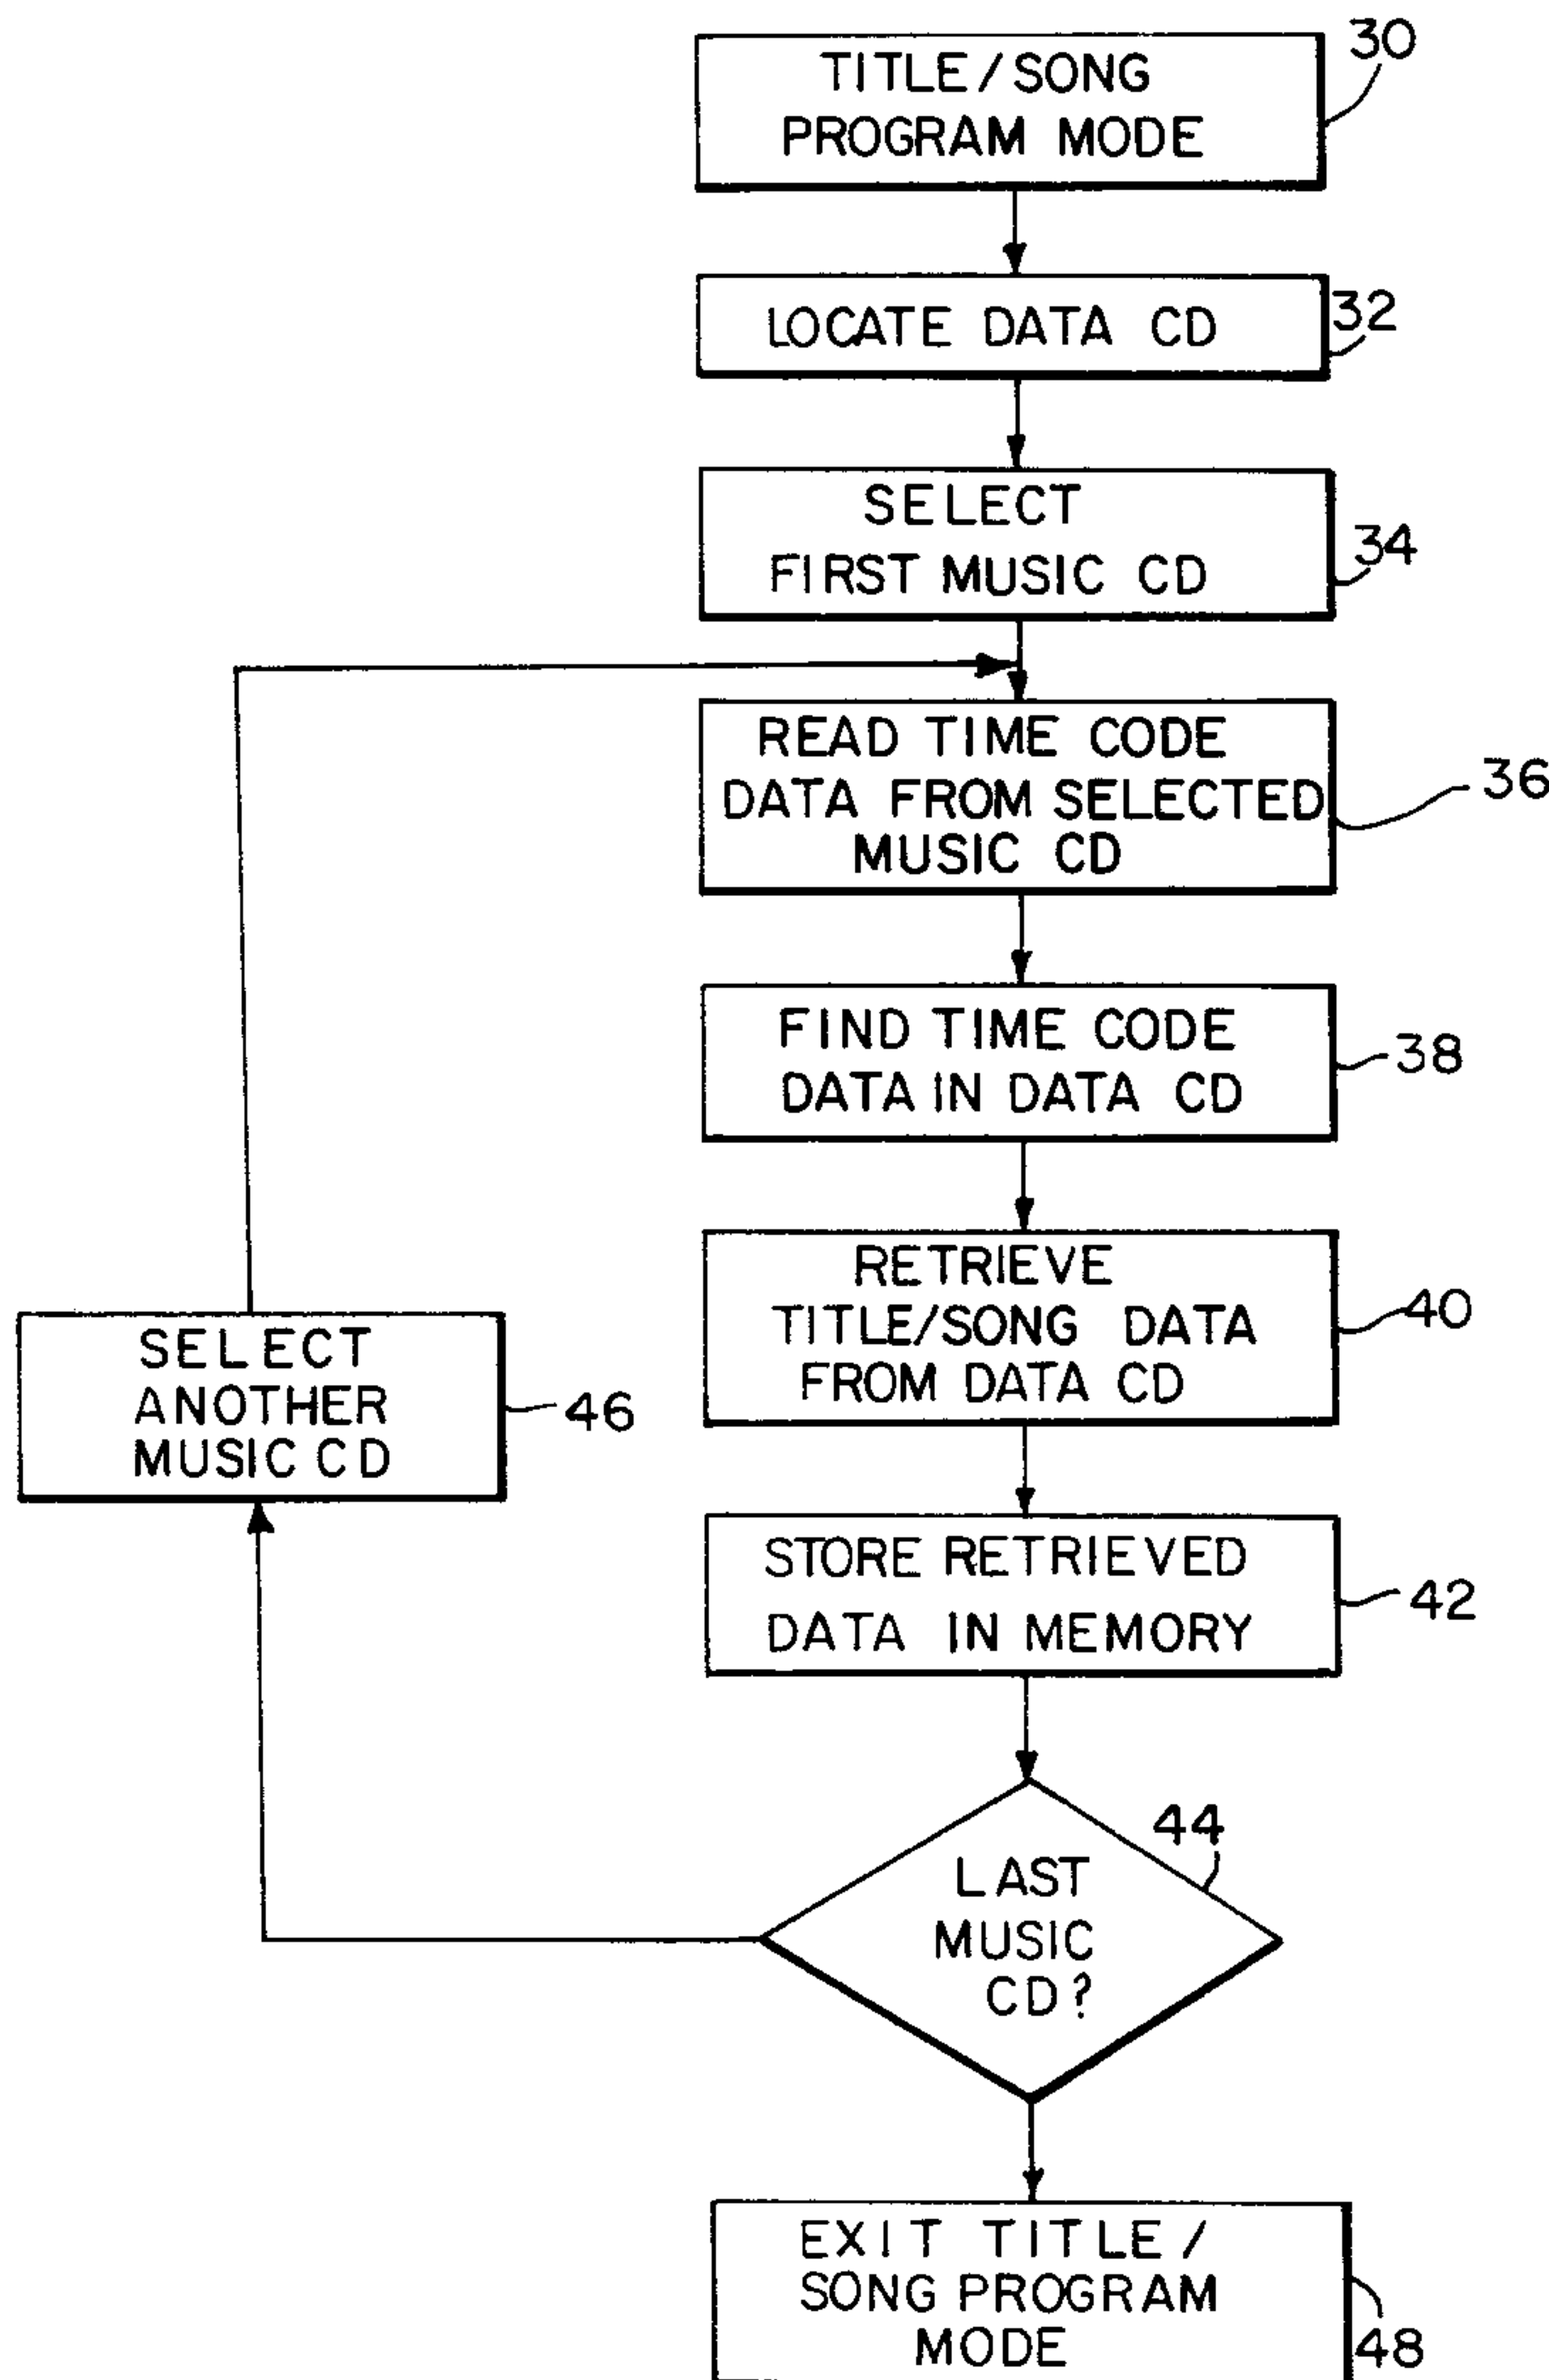 TITLE/SONG
PROGRAM MODE
30
LOCATE DATA CD
32
SELECT
FIRST MUSIC CD
34
READ TIME CODE
DATA FROM SELECTED
MUSIC CD
36
FIND TIME CODE
DATA IN DATA CD
38
RETRIEVE
TITLE/SONG DATA
FROM DATA CD
40
SELECT
ANOTHER
MUSIC CD
46
STORE RETRIEVED
DATA IN MEMORY
42
LAST
MUSIC
CD?
44
EXIT TITLE/
SONG PROGRAM
MODE
48